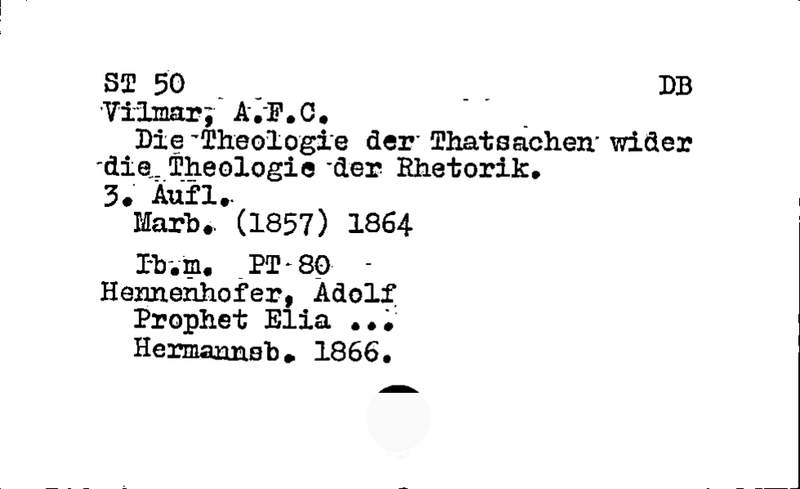 ST 50 DB
Vilmar, A.F.C.
Die Theologie der Thatsachen wider
die Theologie der Rhetorik.
3. Aufl.
Marb. (1857) 1864
Ib.m. PT 80
Hennenhofer, Adolf
Prophet Elia ...
Hermannsb. 1866.